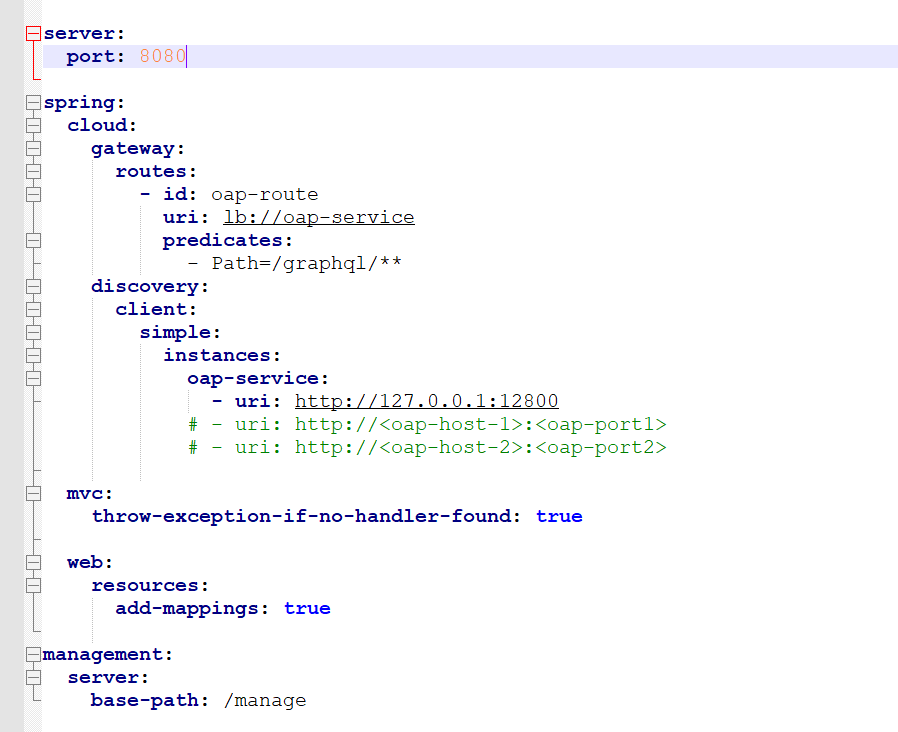 server:
  port: 8080
spring:
  cloud:
    gateway:
      routes:
        - id: oap-route
          uri: lb://oap-service
          predicates:
            - Path=/graphql/**
    discovery:
      client:
        simple:
          instances:
            oap-service:
              - uri: http://127.0.0.1:12800
            # - uri: http://<oap-host-1>:<oap-port1>
            # - uri: http://<oap-host-2>:<oap-port2>
  mvc:
    throw-exception-if-no-handler-found: true
  web:
    resources:
      add-mappings: true
management:
  server:
    base-path: /manage